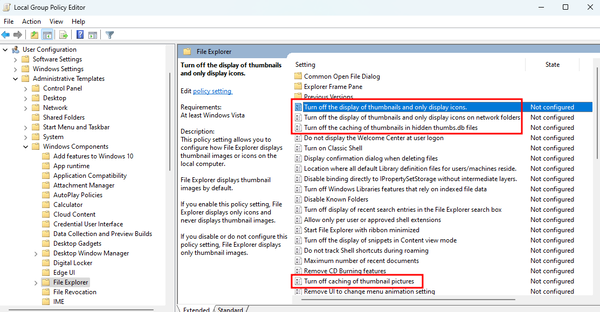 Local Group Policy Editor
File Action View Help
User Configuration
Software Settings
Windows Settings
Administrative Templates
Control Panel
Desktop
Network
Shared Folders
Start Menu and Taskbar
System
Windows Components
Add features to Windows 10
App runtime
Application Compatibility
Attachment Manager
AutoPlay Policies
Calculator
Cloud Content
Credential User Interface
Data Collection and Preview Builds
Desktop Gadgets
Desktop Window Manager
Digital Locker
Edge UI
File Explorer
File Revocation
IME
File Explorer
Turn off the display of thumbnails
and only display icons.
Edit policy setting.
Requirements:
At least Windows Vista
Description:
This policy setting allows you to
configure how File Explorer displays
thumbnail images or icons on the
local computer.
File Explorer displays thumbnail
images by default.
If you enable this policy setting, File
Explorer displays only icons and
never displays thumbnail images.
If you disable or do not configure this
policy setting, File Explorer displays
only thumbnail images.
Setting State
Common Open File Dialog
Explorer Frame Pane
Previous Versions
Turn off the display of thumbnails and only display icons. Not configured
Turn off the display of thumbnails and only display icons on network folders Not configured
Turn off the caching of thumbnails in hidden thumbs.db files Not configured
Do not display the Welcome Center at user logon Not configured
Turn on Classic Shell Not configured
Display confirmation dialog when deleting files Not configured
Location where all default Library definition files for users/machines reside. Not configured
Disable binding directly to IPropertySetStorage without intermediate layers. Not configured
Turn off Windows Libraries features that rely on indexed file data Not configured
Disable Known Folders Not configured
Turn off display of recent search entries in the File Explorer search box Not configured
Allow only per user or approved shell extensions Not configured
Start File Explorer with ribbon minimized Not configured
Turn off the display of snippets in Content view mode Not configured
Do not track Shell shortcuts during roaming Not configured
Maximum number of recent documents Not configured
Remove CD Burning features Not configured
Turn off caching of thumbnail pictures Not configured
Remove UI to change menu animation setting Not configured
Extended Standard